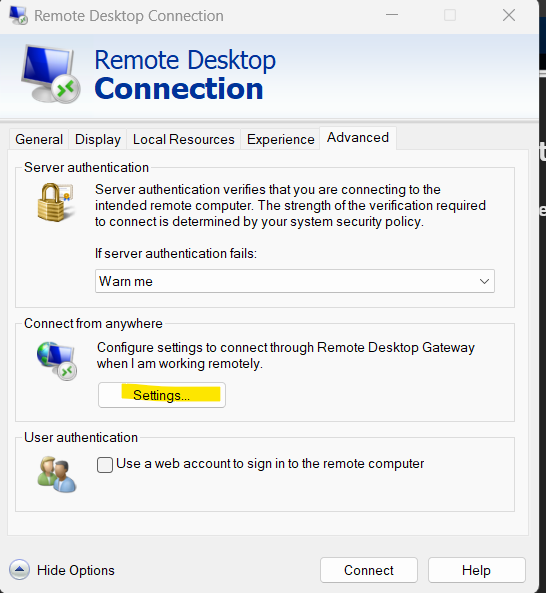 Remote Desktop Connection
Remote Desktop
Connection
General Display Local Resources Experience Advanced
Server authentication
Server authentication verifies that you are connecting to the
intended remote computer. The strength of the verification required
to connect is determined by your system security policy.
If server authentication fails:
Warn me
Connect from anywhere
Configure settings to connect through Remote Desktop Gateway
when I am working remotely.
Settings...
User authentication
Use a web account to sign in to the remote computer
Hide Options Connect Help